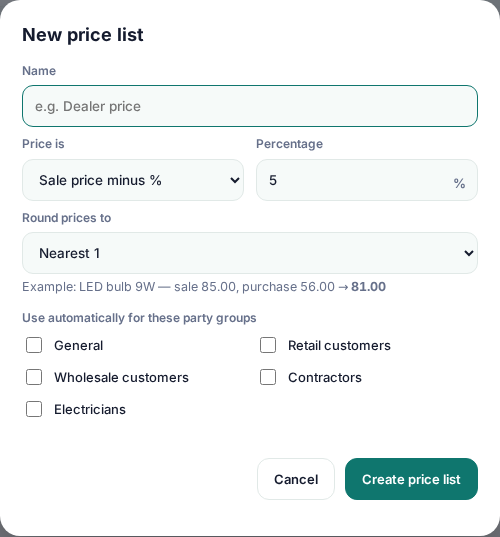 New price list
Name
e.g. Dealer price
Price is
Percentage
Sale price minus %
5
%
Round prices to
Nearest 1
Example: LED bulb 9W — sale 85.00, purchase 56.00 → 81.00
Use automatically for these party groups
General
Retail customers
Wholesale customers
Contractors
Electricians
Cancel
Create price list